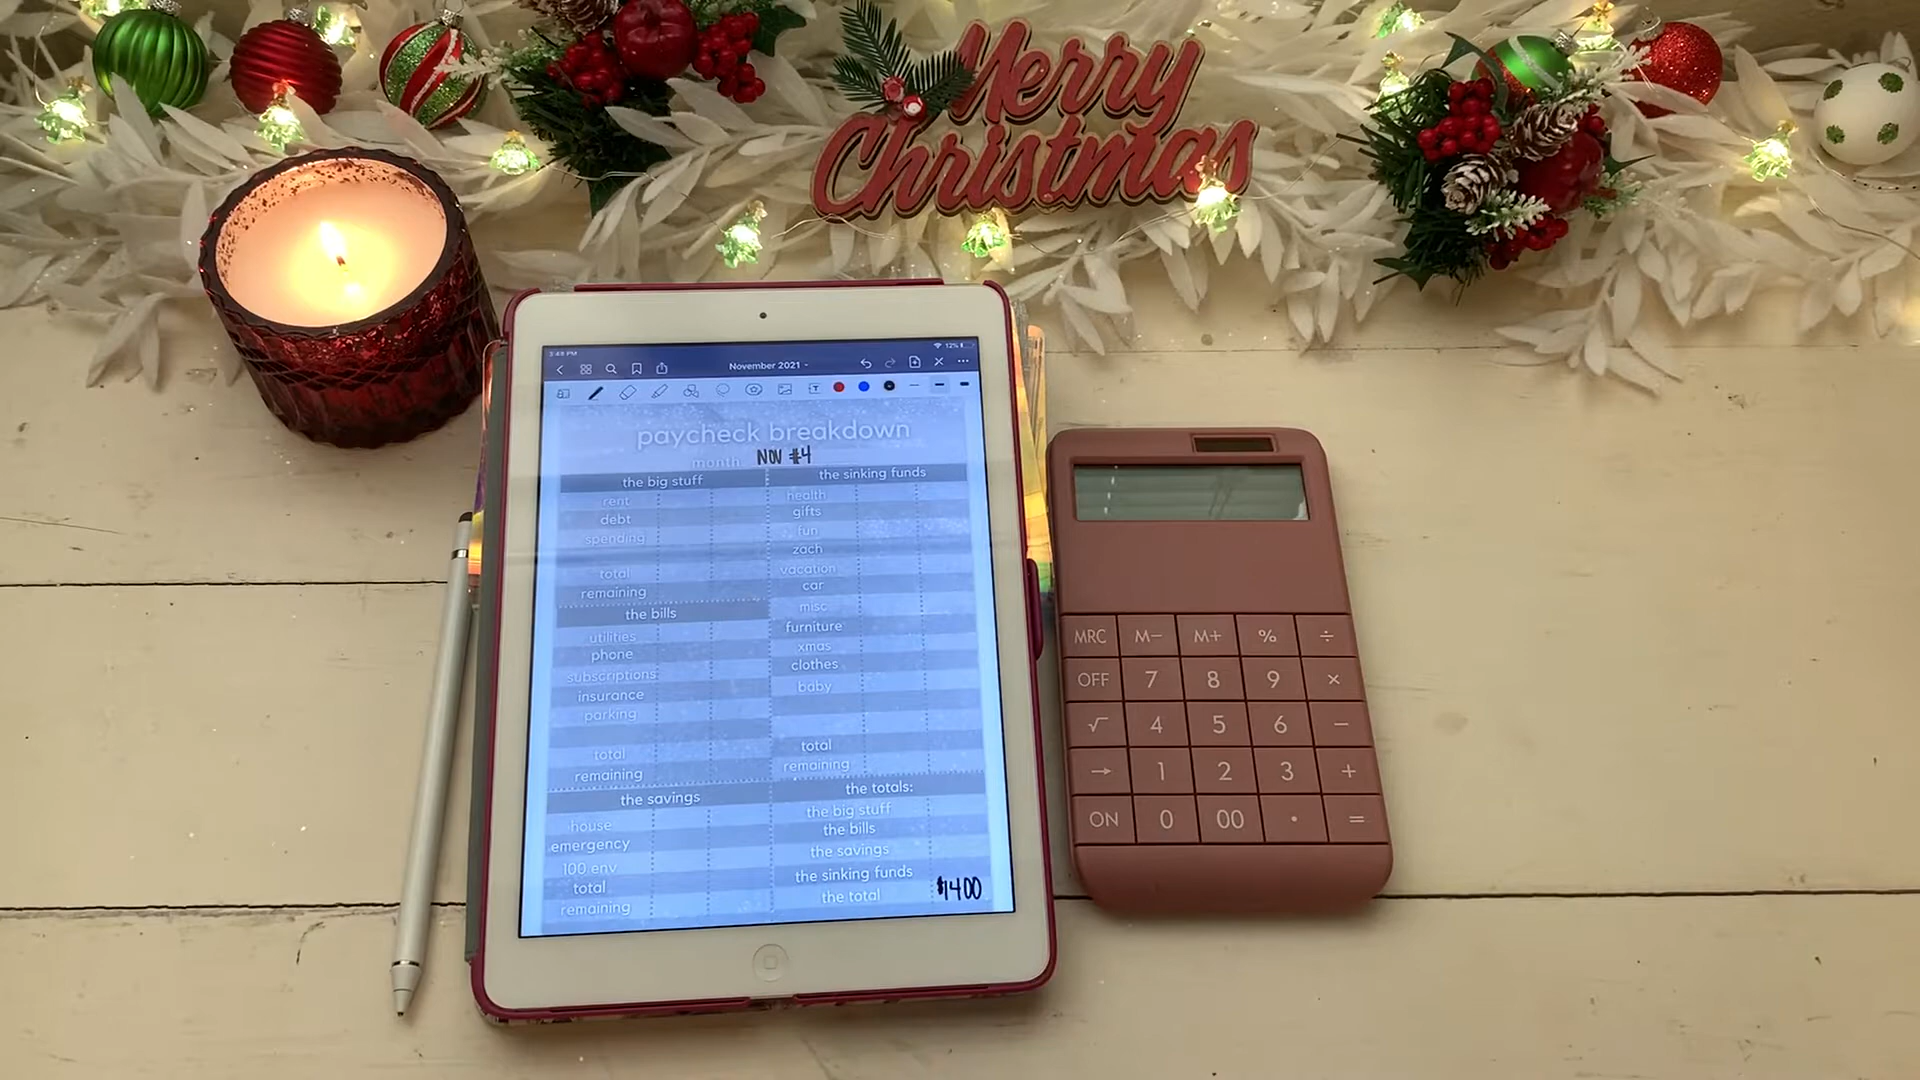 Merry
Christmas
3:49 PM
12%
November 2021
paycheck breakdown
month NOV #4
the big stuff
rent
debt
spending
total
remaining
the bills
utilities
phone
subscriptions
insurance
parking
total
remaining
the savings
house
emergency
100 env
total
remaining
the sinking funds
health
gifts
fun
zach
vacation
car
misc
furniture
xmas
clothes
baby
total
remaining
the totals:
the big stuff
the bills
the savings
the sinking funds
the total $1400
MRC M− M+ % ÷
OFF 7 8 9 ×
√ 4 5 6 −
→ 1 2 3 +
ON 0 00 . =